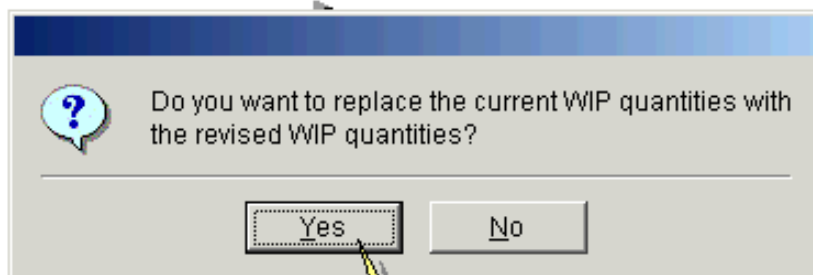 Do you want to replace the current WIP quantities with
the revised WIP quantities?
Yes No